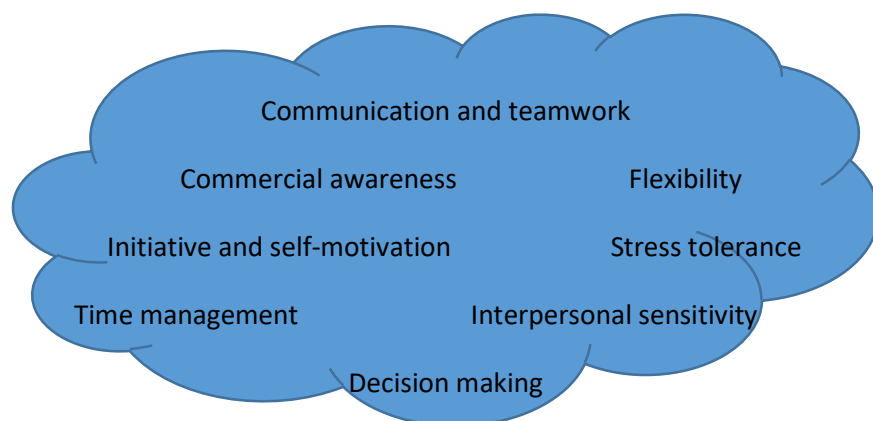 Communication and teamwork
Commercial awareness Flexibility
Initiative and self-motivation Stress tolerance
Time management Interpersonal sensitivity
Decision making